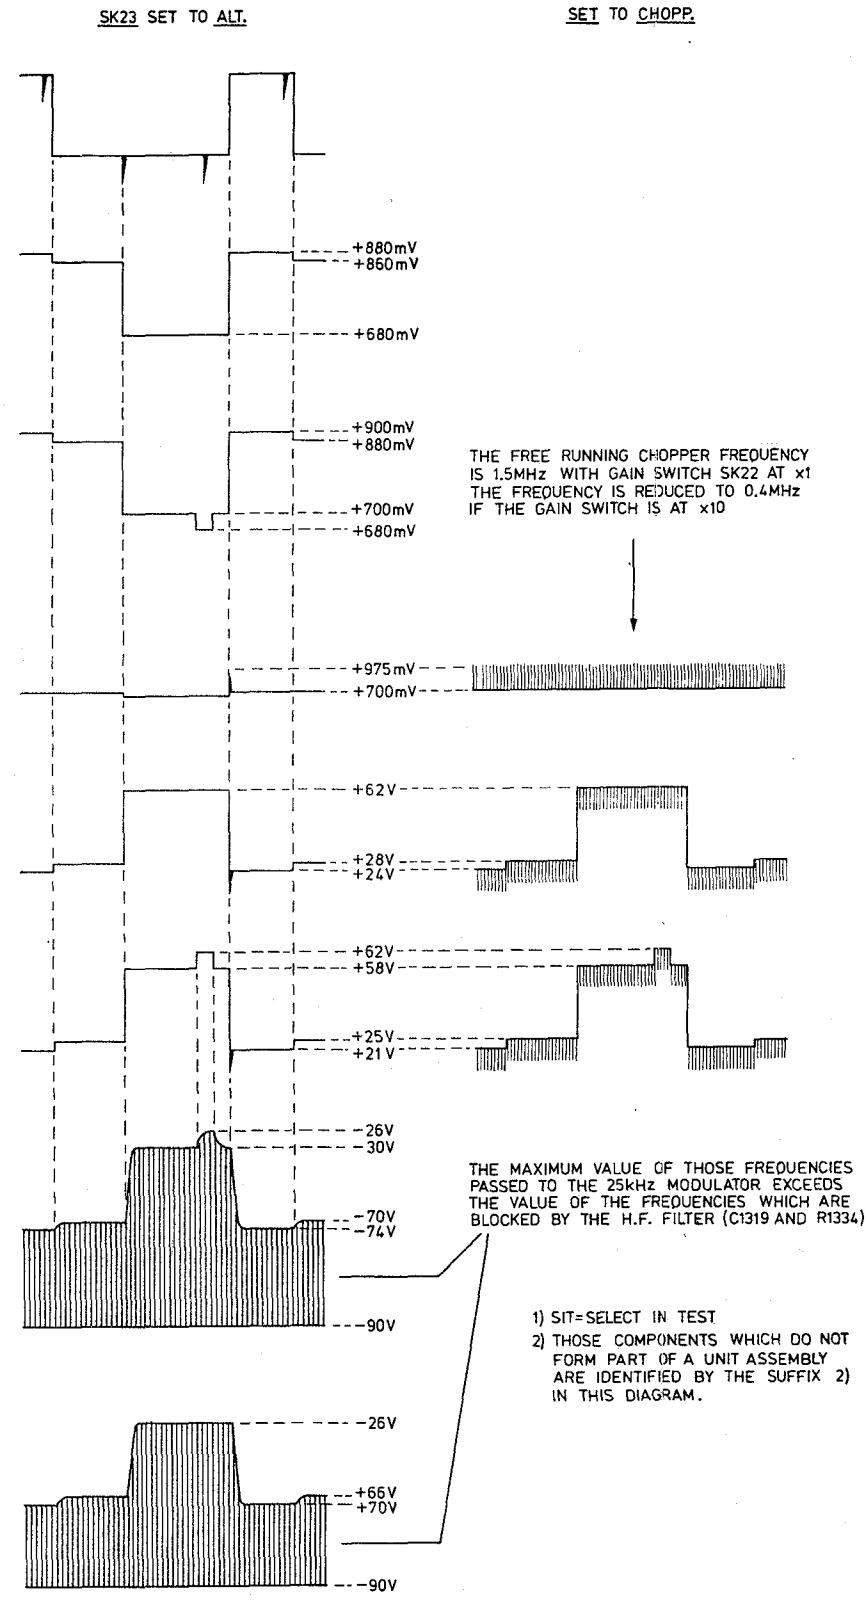 SK23 SET TO ALT.
SET TO CHOPP.
+880mV
+860mV
+680mV
+900mV
+880mV
+700mV
+680mV
THE FREE RUNNING CHOPPER FREQUENCY
IS 1.5MHz WITH GAIN SWITCH SK22 AT x1
THE FREQUENCY IS REDUCED TO 0.4MHz
IF THE GAIN SWITCH IS AT x10
+975mV
+700mV
+62V
+28V
+24V
+62V
+58V
+25V
+21V
-26V
-30V
-70V
-74V
-90V
THE MAXIMUM VALUE OF THOSE FREQUENCIES
PASSED TO THE 25kHz MODULATOR EXCEEDS
THE VALUE OF THE FREQUENCIES WHICH ARE
BLOCKED BY THE H.F. FILTER (C1319 AND R1334)
1) SIT=SELECT IN TEST
2) THOSE COMPONENTS WHICH DO NOT
FORM PART OF A UNIT ASSEMBLY
ARE IDENTIFIED BY THE SUFFIX 2)
IN THIS DIAGRAM.
-26V
+66V
+70V
-90V